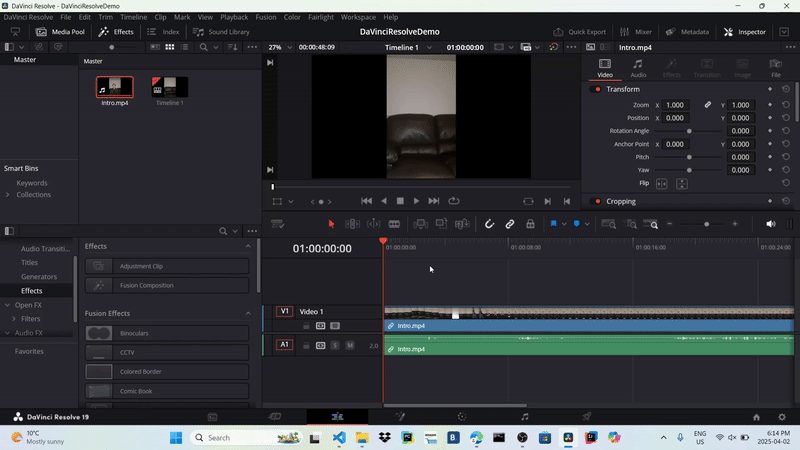 DaVinci Resolve - DaVinciResolveDemo
DaVinci Resolve File Edit Trim Timeline Clip Mark View Playback Fusion Color Fairlight Workspace Help
Media Pool Effects Index Sound Library DaVinciResolveDemo Quick Export Mixer Metadata Inspector
27% 00:00:48:09 Timeline 1 01:00:00:00 Intro.mp4
Master
Master
Intro.mp4 Timeline 1
Video Audio Effects Transition Image File
Transform
Zoom X 1.000 Y 1.000
Position X 0.000 Y 0.000
Rotation Angle 0.000
Anchor Point X 0.000 Y 0.000
Pitch 0.000
Yaw 0.000
Flip
Cropping
Smart Bins
Keywords
Collections
Audio Transiti...
Titles
Generators
Effects
Open FX
Filters
Audio FX
Favorites
Effects
Adjustment Clip
Fusion Composition
Fusion Effects
Binoculars
CCTV
Colored Border
Comic Book
01:00:00:00
01:00:00:00 01:00:08:00 01:00:16:00 01:00:24:00
V1 Video 1
Intro.mp4
A1 S M 2.0
Intro.mp4
DaVinci Resolve 19
10°C
Mostly sunny
Search
ENG
US
6:14 PM
2025-04-02